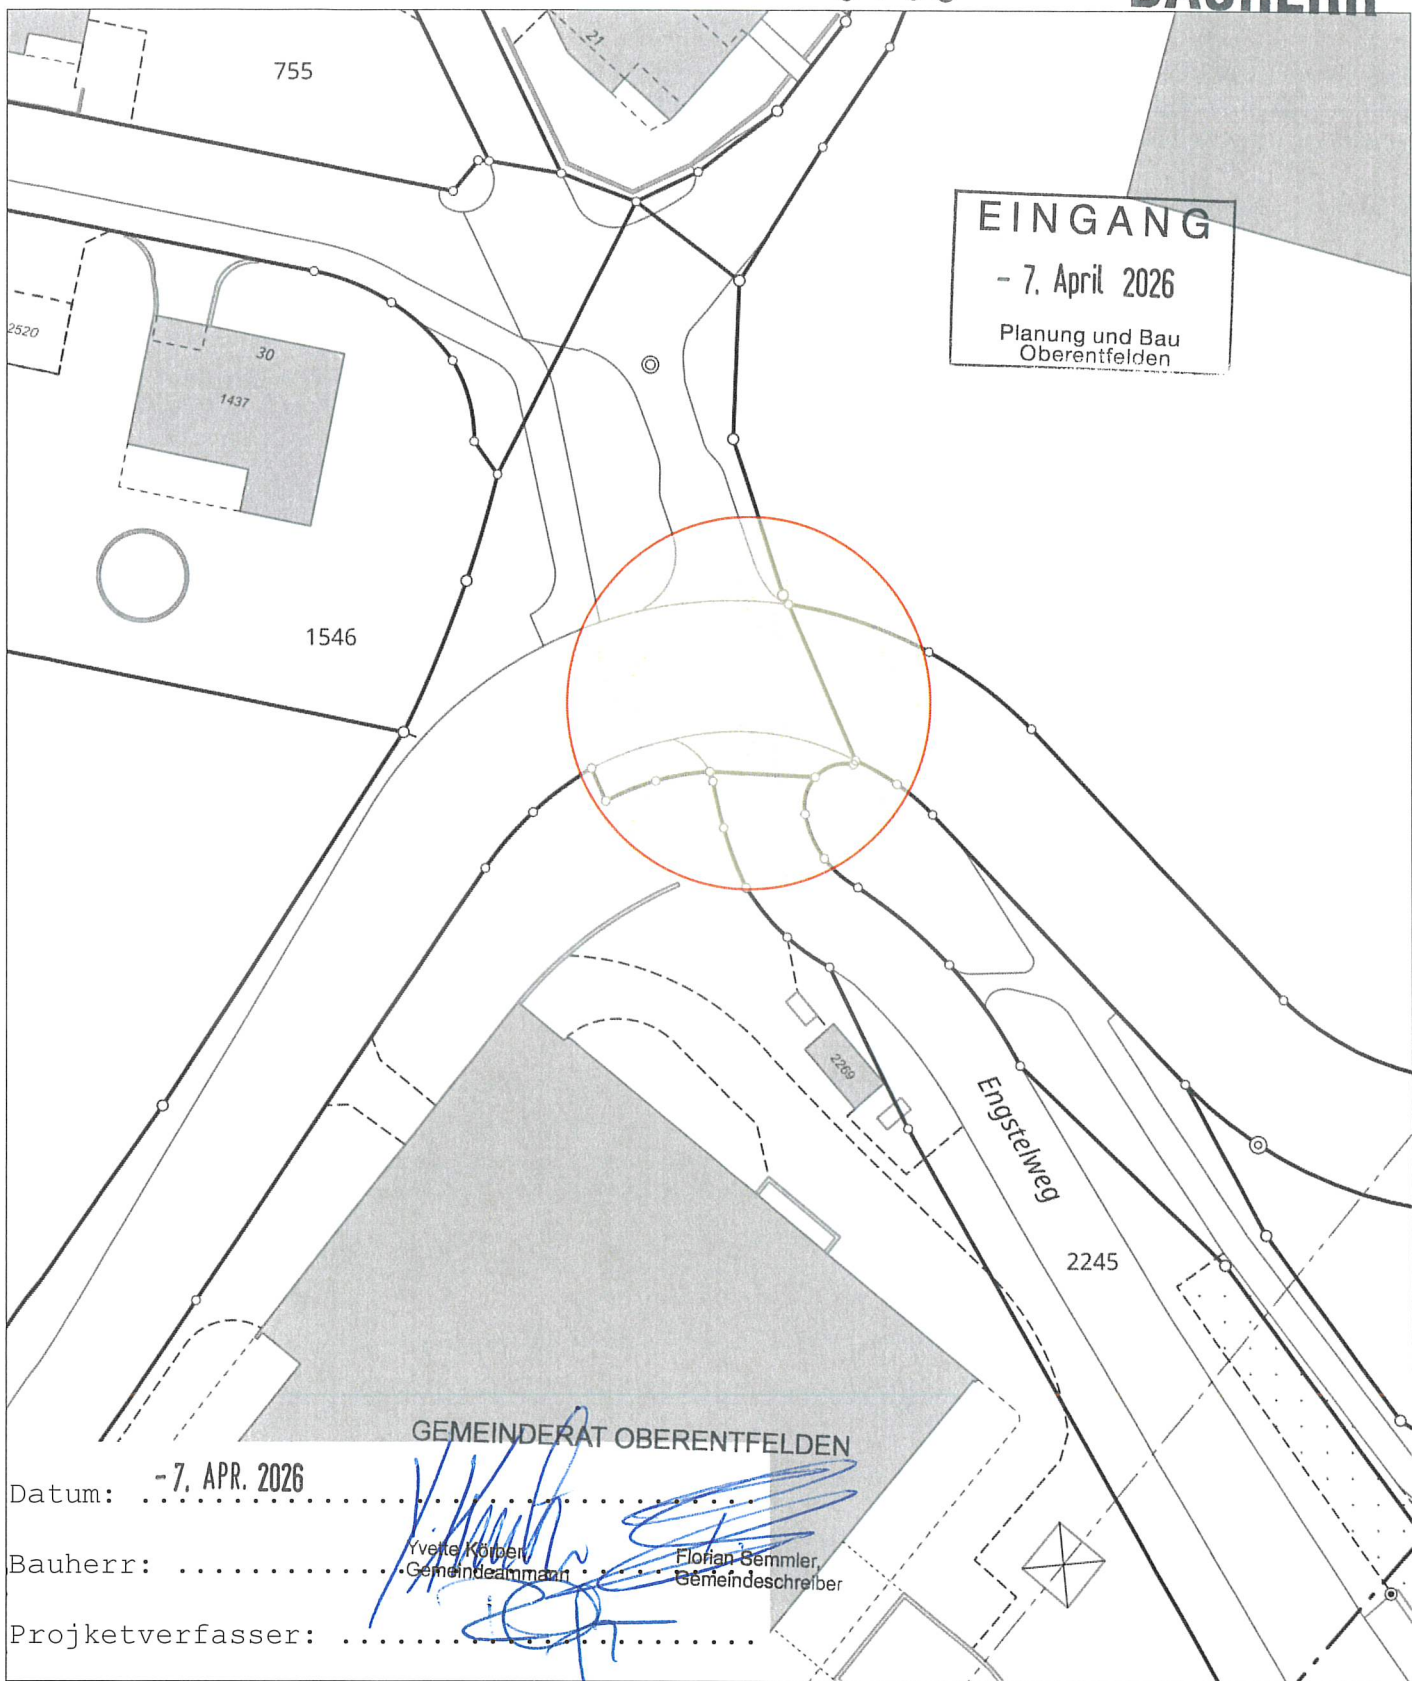 BAUHERR
755
21
EINGANG
- 7. April 2026
Planung und Bau
Oberentfelden
2520
30
1437
1546
2269
Engstelweg
2245
GEMEINDERAT OBERENTFELDEN
Datum: - 7. APR. 2026
Yvette Körber,
Gemeindeammann
Florian Semmler,
Gemeindeschreiber
Bauherr:
Projketverfasser: